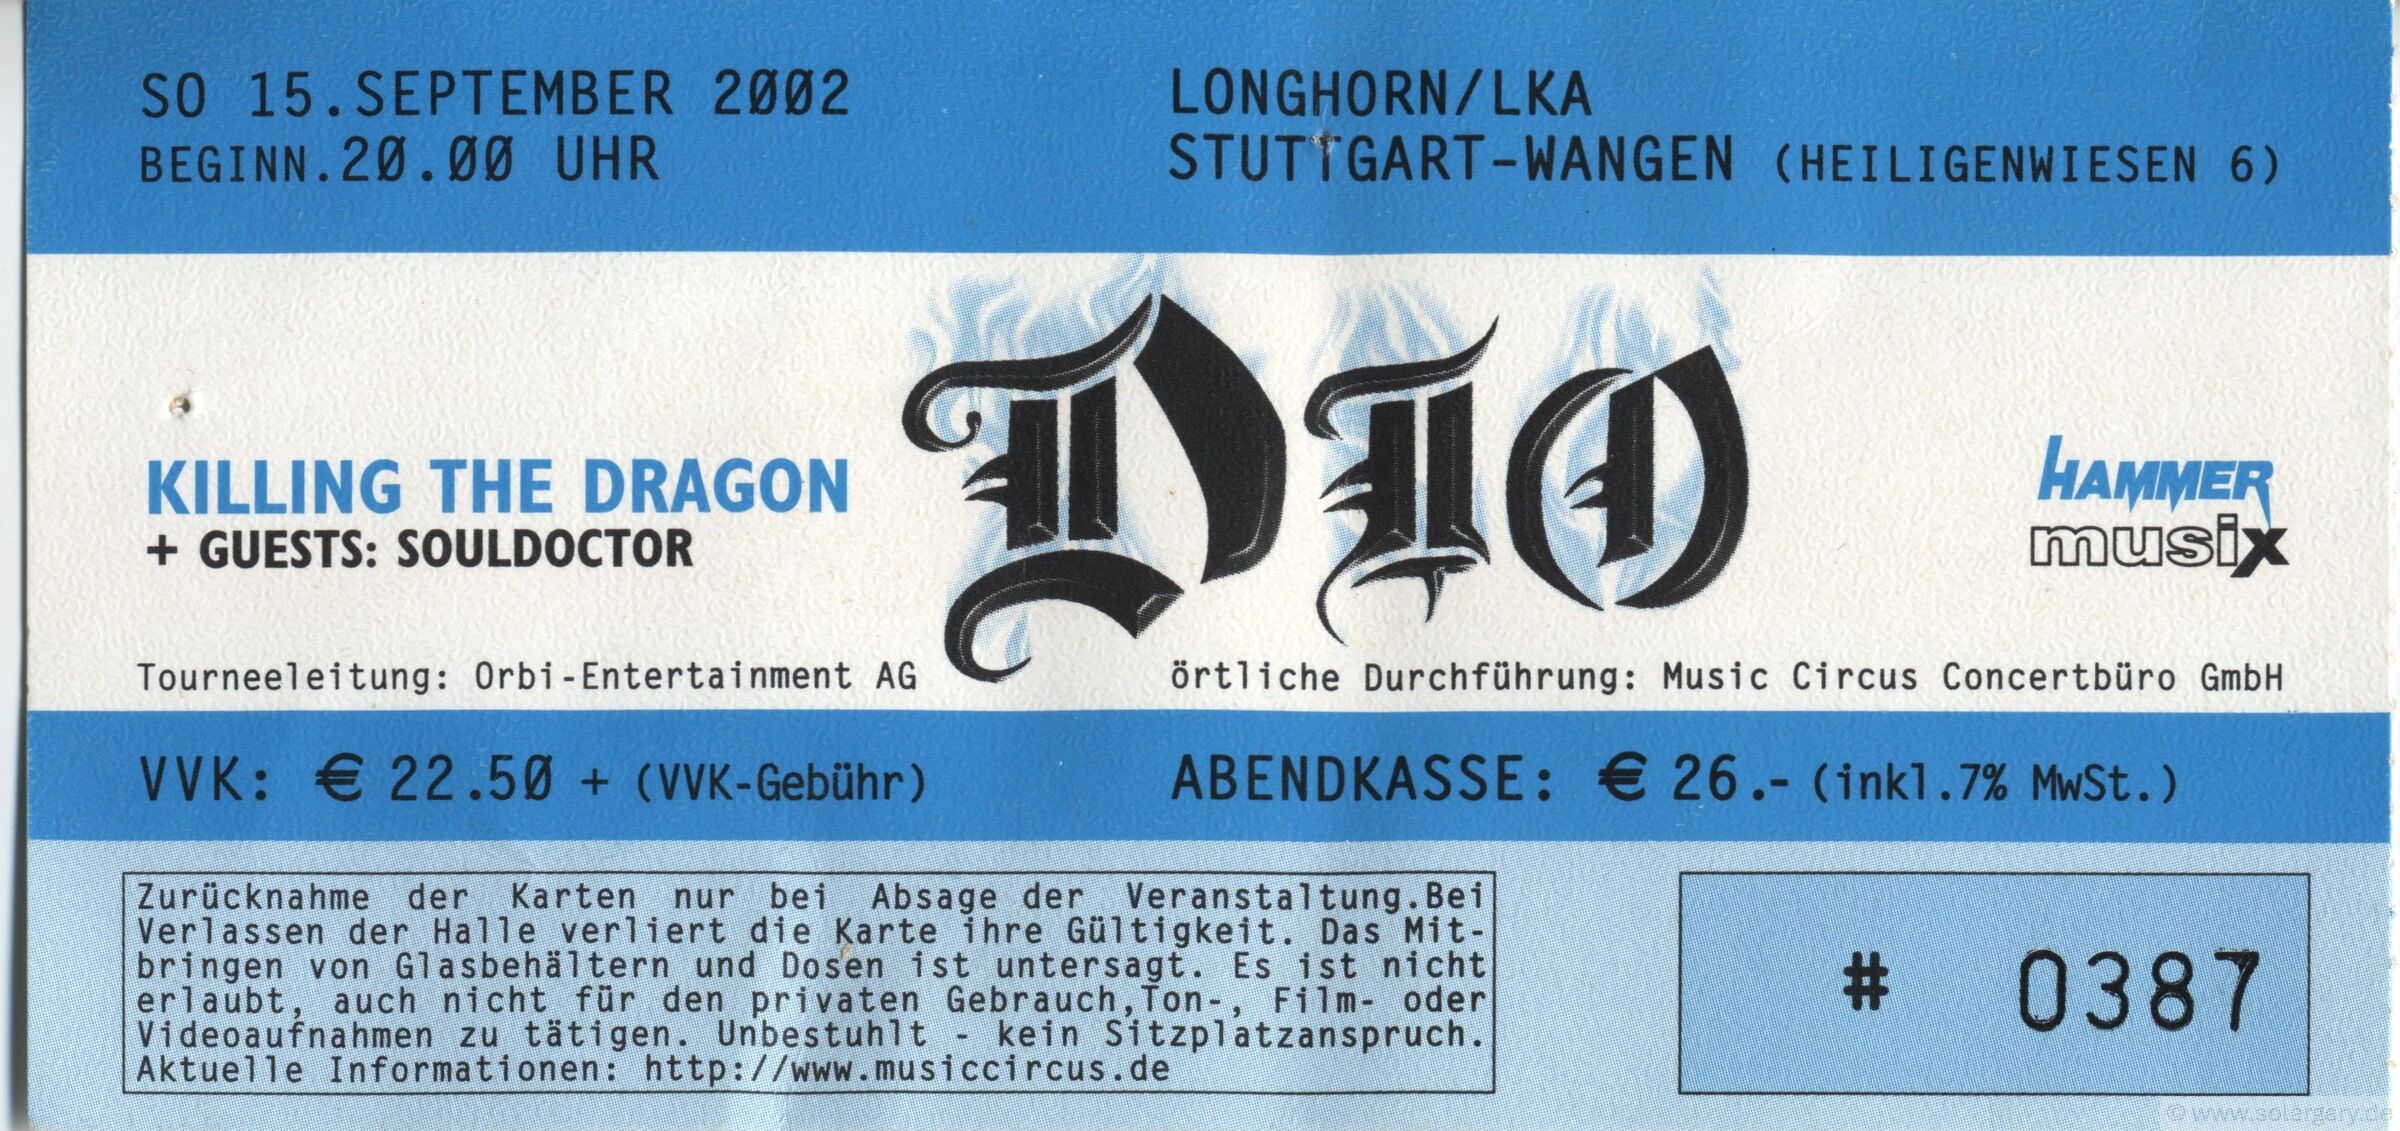 SO 15.SEPTEMBER 2002
BEGINN.20.00 UHR
LONGHORN/LKA
STUTTGART-WANGEN (HEILIGENWIESEN 6)
DIO
KILLING THE DRAGON
+ GUESTS: SOULDOCTOR
HAMMER
musix
Tourneeleitung: Orbi-Entertainment AG
örtliche Durchführung: Music Circus Concertbüro GmbH
VVK: € 22.50 + (VVK-Gebühr)
ABENDKASSE: € 26.- (inkl.7% MwSt.)
Zurücknahme der Karten nur bei Absage der Veranstaltung.Bei
Verlassen der Halle verliert die Karte ihre Gültigkeit. Das Mit-
bringen von Glasbehältern und Dosen ist untersagt. Es ist nicht
erlaubt, auch nicht für den privaten Gebrauch,Ton-, Film- oder
Videoaufnahmen zu tätigen. Unbestuhlt - kein Sitzplatzanspruch.
Aktuelle Informationen: http://www.musiccircus.de
# 0387
© www.solargary.de